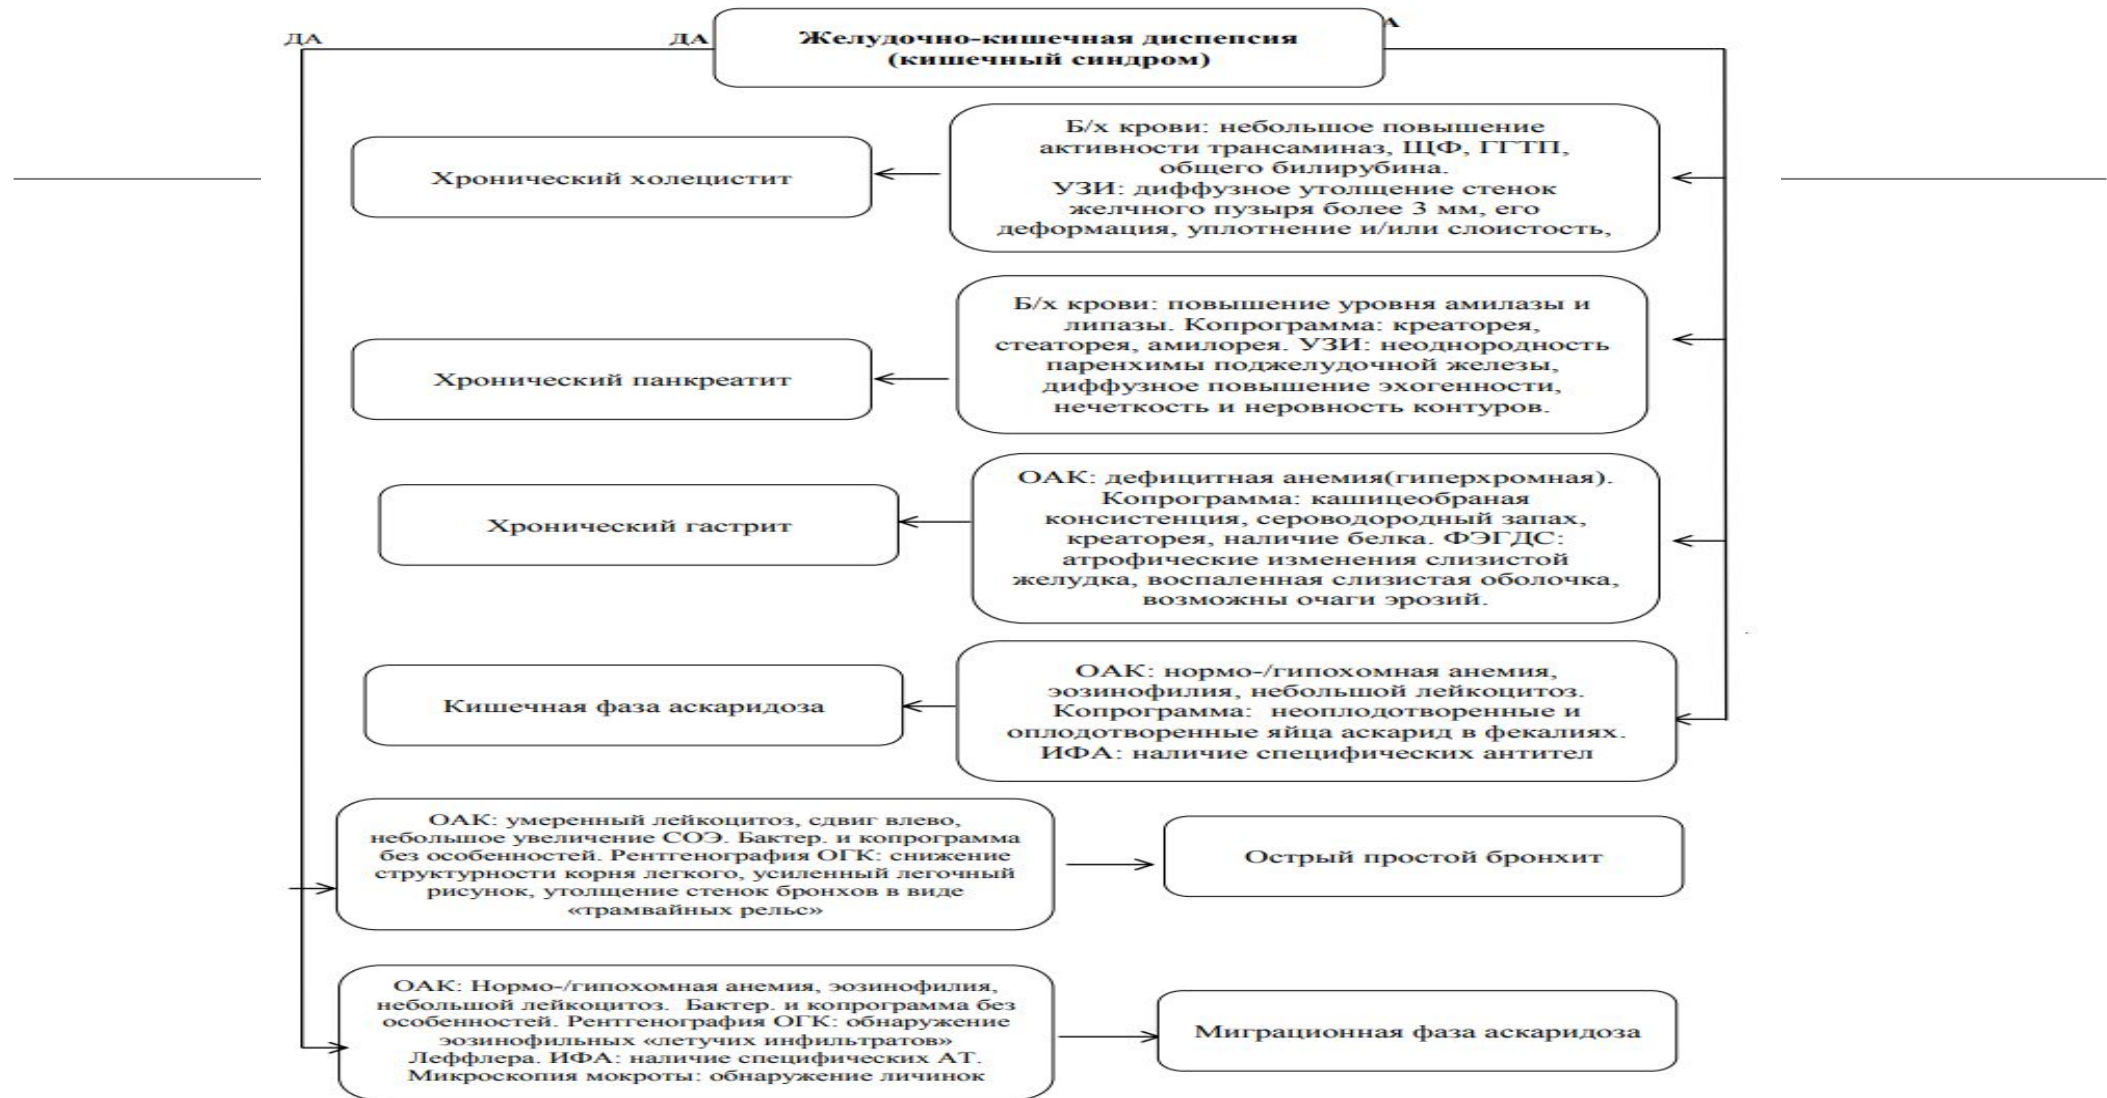 ДА
ДА
А
Желудочно-кишечная диспепсия
(кишечный синдром)
Б/х крови: небольшое повышение
активности трансаминаз, ЩФ, ГГТП,
общего билирубина.
УЗИ: диффузное утолщение стенок
желчного пузыря более 3 мм, его
деформация, уплотнение и/или слоистость,
Хронический холецистит
Б/х крови: повышение уровня амилазы и
липазы. Копрограмма: креаторея,
стеаторея, амилорея. УЗИ: неоднородность
паренхимы поджелудочной железы,
диффузное повышение эхогенности,
нечеткость и неровность контуров.
Хронический панкреатит
ОАК: дефицитная анемия(гиперхромная).
Копрограмма: кашицеобраная
консистенция, сероводородный запах,
креаторея, наличие белка. ФЭГДС:
атрофические изменения слизистой
желудка, воспаленная слизистая оболочка,
возможны очаги эрозий.
Хронический гастрит
ОАК: нормо-/гипохомная анемия,
эозинофилия, небольшой лейкоцитоз.
Копрограмма: неоплодотворенные и
оплодотворенные яйца аскарид в фекалиях.
ИФА: наличие специфических антител
Кишечная фаза аскаридоза
ОАК: умеренный лейкоцитоз, сдвиг влево,
небольшое увеличение СОЭ. Бактер. и копрограмма
без особенностей. Рентгенография ОГК: снижение
структурности корня легкого, усиленный легочный
рисунок, утолщение стенок бронхов в виде
«трамвайных рельс»
Острый простой бронхит
ОАК: Нормо-/гипохомная анемия, эозинофилия,
небольшой лейкоцитоз. Бактер. и копрограмма без
особенностей. Рентгенография ОГК: обнаружение
эозинофильных «летучих инфильтратов»
Леффлера. ИФА: наличие специфических АТ.
Микроскопия мокроты: обнаружение личинок
Миграционная фаза аскаридоза